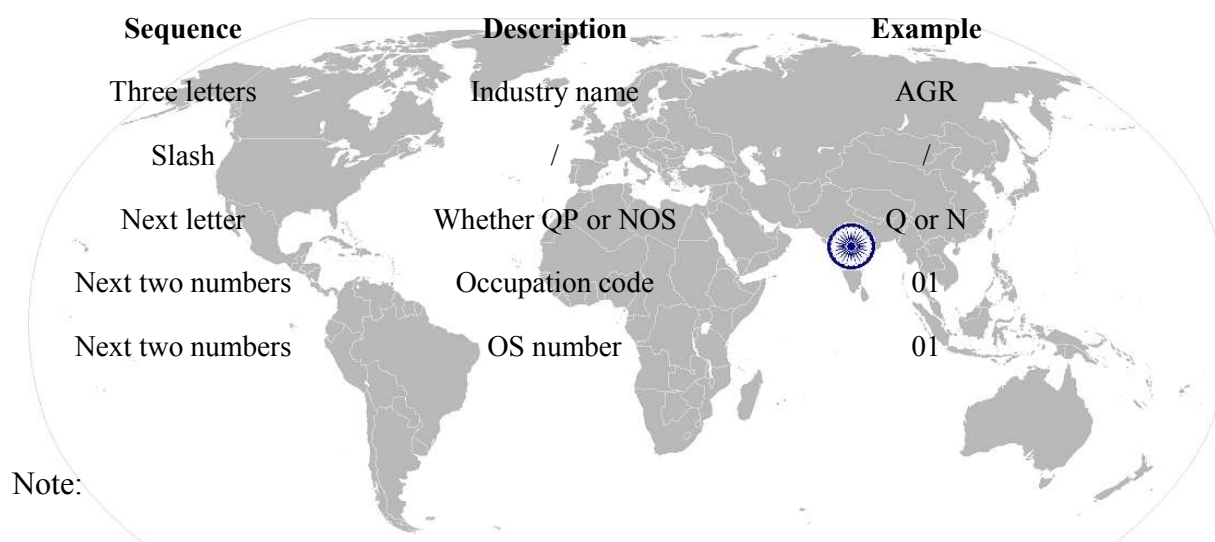 Sequence Description Example
Three letters Industry name AGR
Slash / /
Next letter Whether QP or NOS Q or N
Next two numbers Occupation code 01
Next two numbers OS number 01
Note: